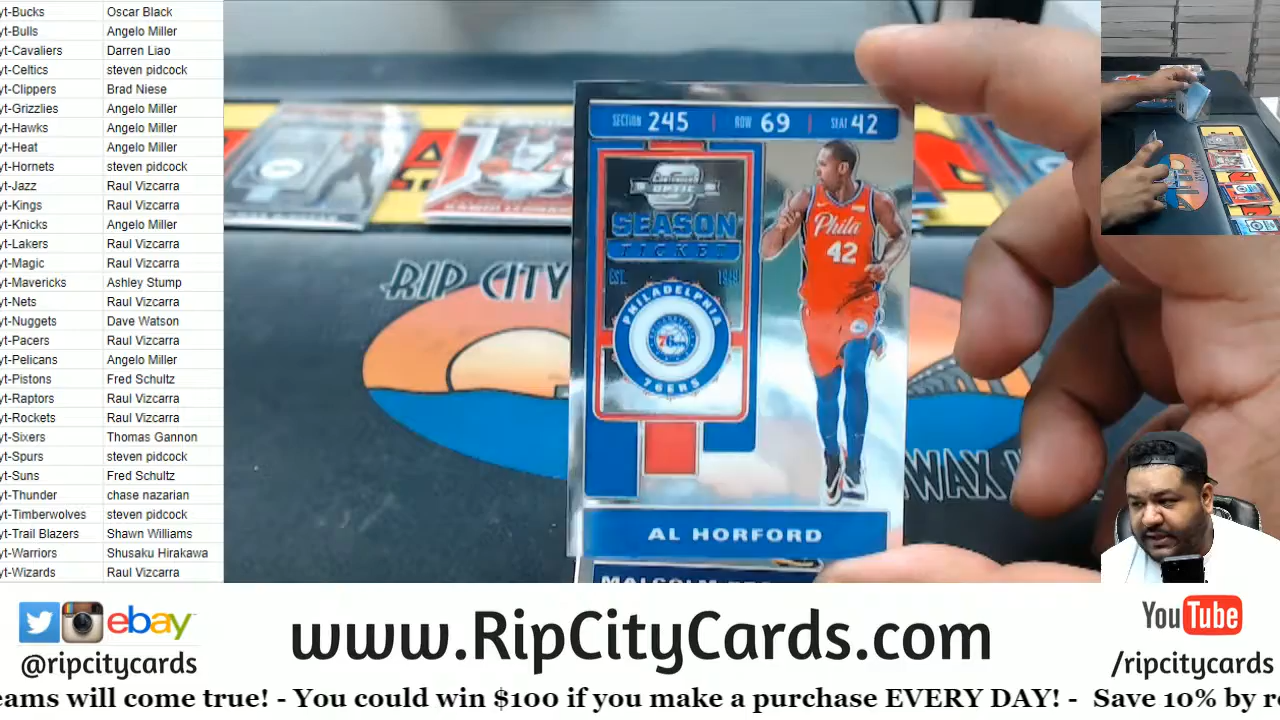 yt-Bucks Oscar Black
yt-Bulls Angelo Miller
yt-Cavaliers Darren Liao
yt-Celtics steven pidcock
yt-Clippers Brad Niese
yt-Grizzlies Angelo Miller
yt-Hawks Angelo Miller
yt-Heat Angelo Miller
yt-Hornets steven pidcock
yt-Jazz Raul Vizcarra
yt-Kings Raul Vizcarra
yt-Knicks Angelo Miller
yt-Lakers Raul Vizcarra
yt-Magic Raul Vizcarra
yt-Mavericks Ashley Stump
yt-Nets Raul Vizcarra
yt-Nuggets Dave Watson
yt-Pacers Raul Vizcarra
yt-Pelicans Angelo Miller
yt-Pistons Fred Schultz
yt-Raptors Raul Vizcarra
yt-Rockets Raul Vizcarra
yt-Sixers Thomas Gannon
yt-Spurs steven pidcock
yt-Suns Fred Schultz
yt-Thunder chase nazarian
yt-Timberwolves steven pidcock
yt-Trail Blazers Shawn Williams
yt-Warriors Shusaku Hirakawa
yt-Wizards Raul Vizcarra
SECTION 245 ROW 69 SEAT 42
CONTENDERS
OPTIC
SEASON
TICKET
EST. 1949
PHILADELPHIA
76ERS
Phila
42
AL HORFORD
MALCOLM
RIP CITY
WAX
ebay
@ripcitycards
www.RipCityCards.com
YouTube
/ripcitycards
eams will come true! - You could win $100 if you make a purchase EVERY DAY! - Save 10% by re